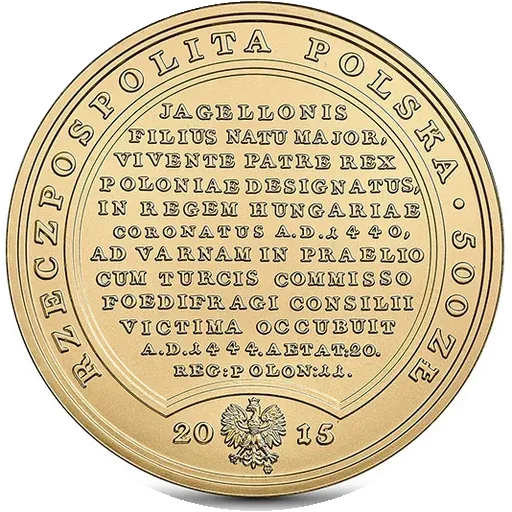 RZECZPOSPOLITA POLSKA · 500 ZŁ
JAGELLONIS
FILIUS NATU MAJOR,
VIVENTE PATRE REX
POLONIAE DESIGNATUS,
IN REGEM HUNGARIAE
CORONATUS A.D.1440,
AD VARNAM IN PRAELIO
CUM TURCIS COMMISSO
FOEDIFRAGI CONSILII
VICTIMA OCCUBUIT
A.D.1444.AETAT:20.
REG:POLON:11.
20 15